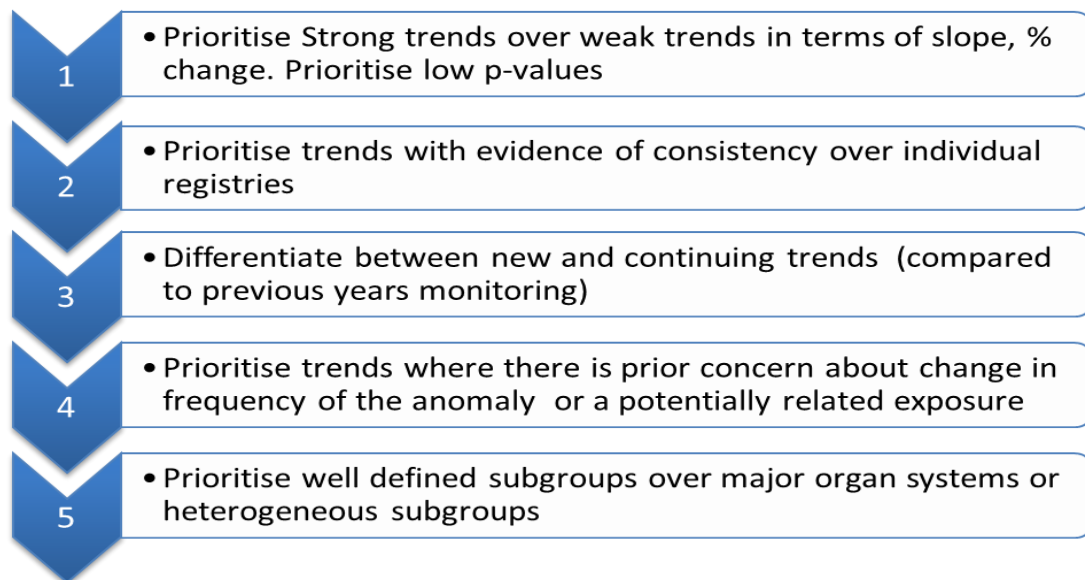 1
• Prioritise Strong trends over weak trends in terms of slope, %
change. Prioritise low p-values
2
• Prioritise trends with evidence of consistency over individual
registries
3
• Differentiate between new and continuing trends (compared
to previous years monitoring)
4
• Prioritise trends where there is prior concern about change in
frequency of the anomaly or a potentially related exposure
5
• Prioritise well defined subgroups over major organ systems or
heterogeneous subgroups